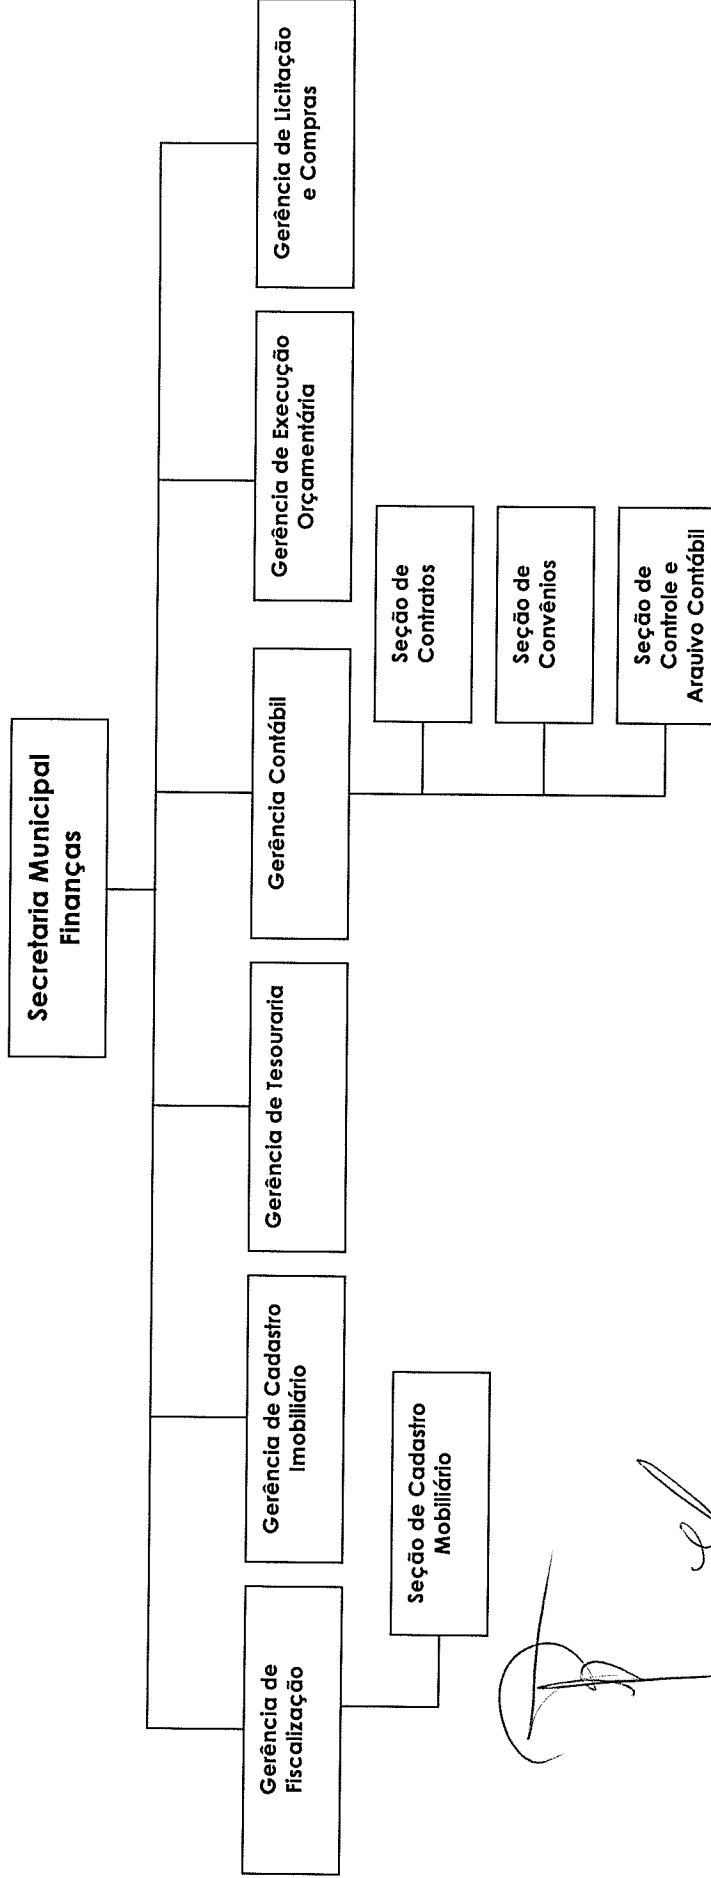 Secretaria Municipal
Finanças
Gerência de
Fiscalização
Gerência de Cadastro
Imobiliário
Gerência de Tesouraria
Gerência Contábil
Gerência de Execução
Orçamentária
Gerência de Licitação
e Compras
Seção de Cadastro
Mobiliário
Seção de
Contratos
Seção de
Convênios
Seção de
Controle e
Arquivo Contábil